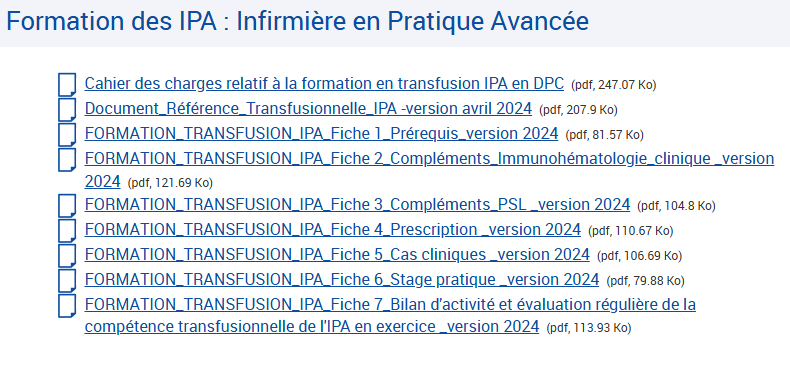 Formation des IPA : Infirmière en Pratique Avancée
Cahier des charges relatif à la formation en transfusion IPA en DPC (pdf, 247.07 Ko)
Document_Référence_Transfusionnelle_IPA -version avril 2024 (pdf, 207.9 Ko)
FORMATION_TRANSFUSION_IPA_Fiche 1_Prérequis_version 2024 (pdf, 81.57 Ko)
FORMATION_TRANSFUSION_IPA_Fiche 2_Compléments_Immunohématologie_clinique _version
2024 (pdf, 121.69 Ko)
FORMATION_TRANSFUSION_IPA_Fiche 3_Compléments_PSL _version 2024 (pdf, 104.8 Ko)
FORMATION_TRANSFUSION_IPA_Fiche 4_Prescription _version 2024 (pdf, 110.67 Ko)
FORMATION_TRANSFUSION_IPA_Fiche 5_Cas cliniques _version 2024 (pdf, 106.69 Ko)
FORMATION_TRANSFUSION_IPA_Fiche 6_Stage pratique _version 2024 (pdf, 79.88 Ko)
FORMATION_TRANSFUSION_IPA_Fiche 7_Bilan d'activité et évaluation régulière de la
compétence transfusionnelle de l'IPA en exercice _version 2024 (pdf, 113.93 Ko)